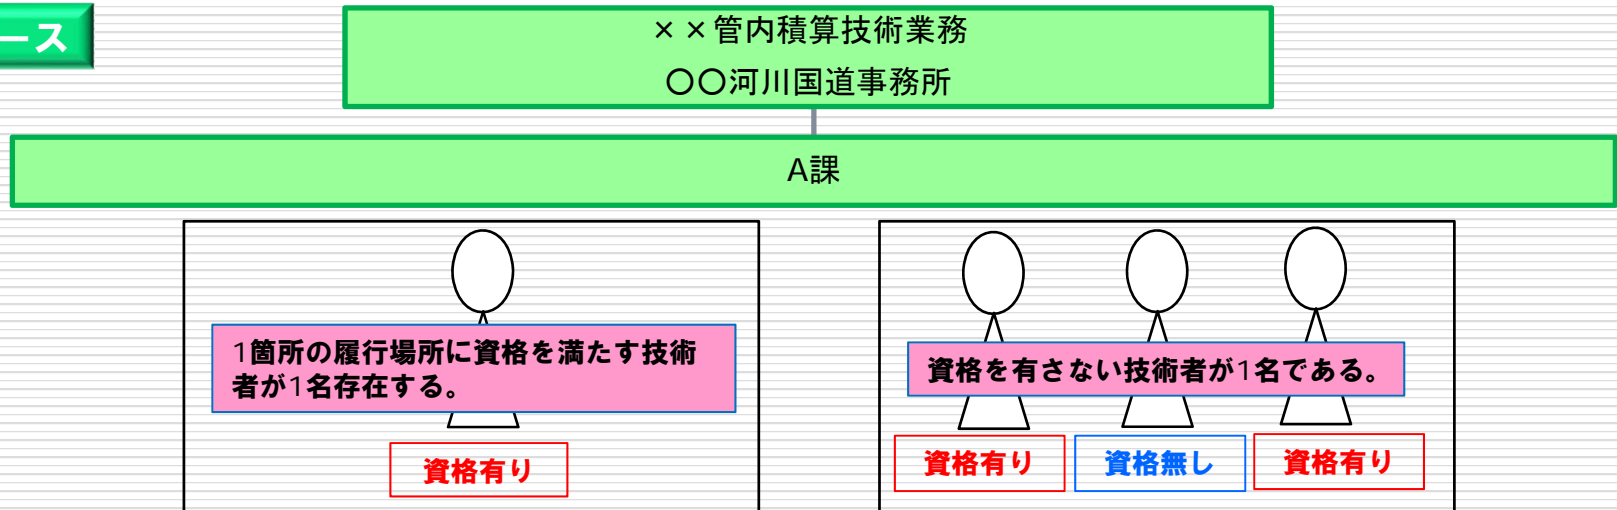 ース
××管内積算技術業務
〇〇河川国道事務所
A課
1箇所の履行場所に資格を満たす技術
者が1名存在する。
資格を有さない技術者が1名である。
資格有り
資格有り
資格無し
資格有り